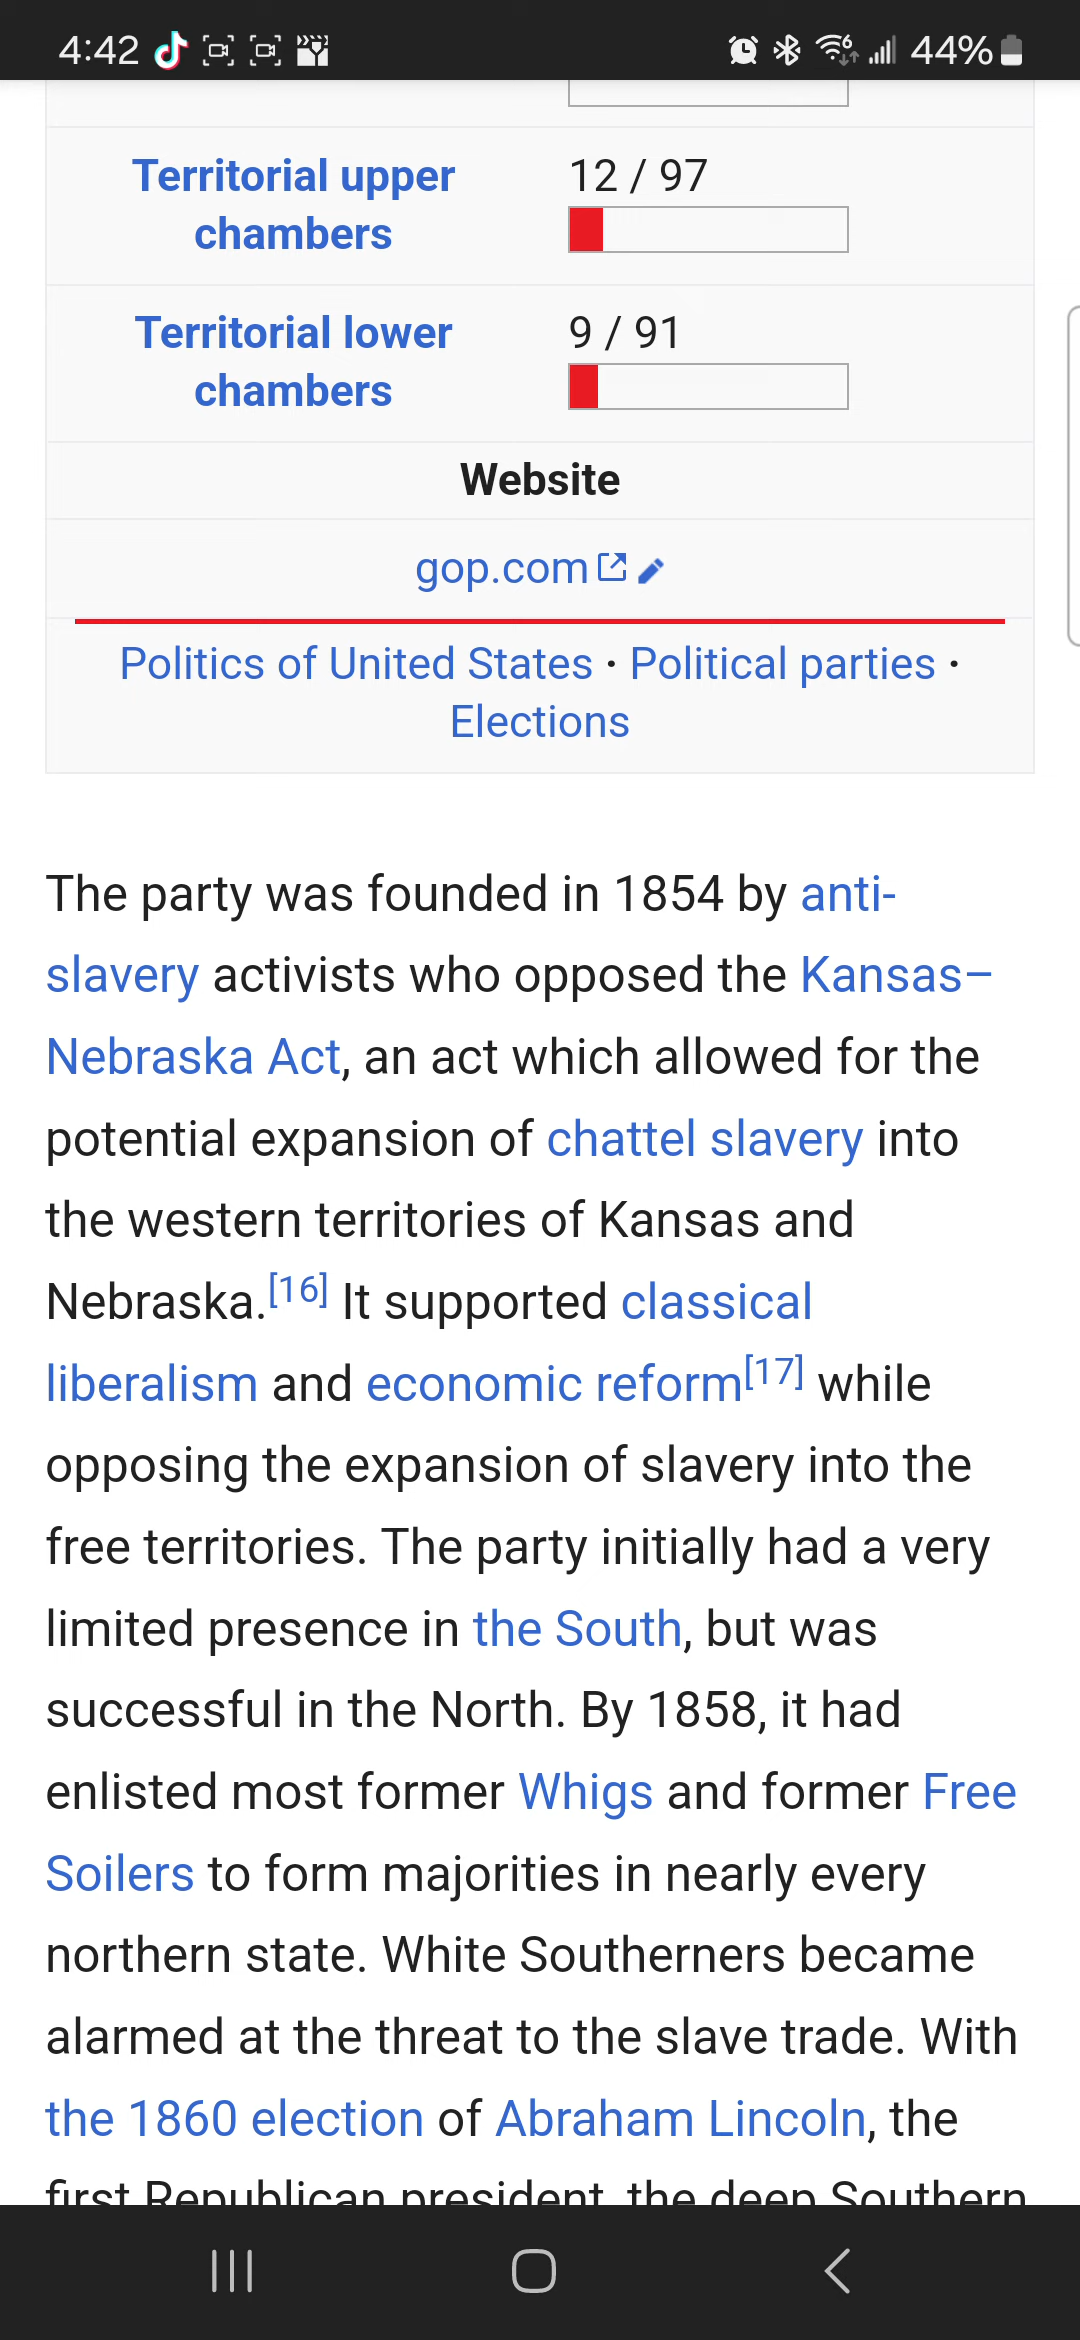 4:42 44%
Territorial upper
chambers
12 / 97
Territorial lower
chambers
9 / 91
Website
gop.com
Politics of United States · Political parties ·
Elections
The party was founded in 1854 by anti-
slavery activists who opposed the Kansas–
Nebraska Act, an act which allowed for the
potential expansion of chattel slavery into
the western territories of Kansas and
Nebraska.[16] It supported classical
liberalism and economic reform[17] while
opposing the expansion of slavery into the
free territories. The party initially had a very
limited presence in the South, but was
successful in the North. By 1858, it had
enlisted most former Whigs and former Free
Soilers to form majorities in nearly every
northern state. White Southerners became
alarmed at the threat to the slave trade. With
the 1860 election of Abraham Lincoln, the
first Republican president, the deep Southern